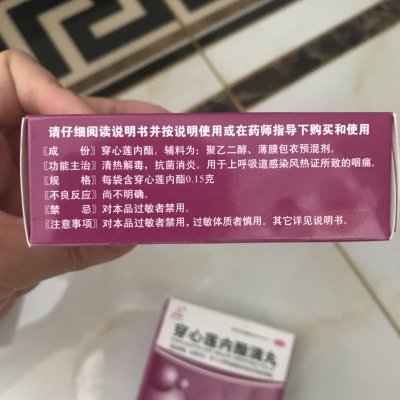 请仔细阅读说明书并按说明使用或在药师指导下购买和使用
〖成　份〗穿心莲内酯。辅料为：聚乙二醇、薄膜包衣预混剂。
〖功能主治〗清热解毒、抗菌消炎。用于上呼吸道感染风热证所致的咽痛。
〖规　格〗每袋含穿心莲内酯0.15克
〖不良反应〗尚不明确。
〖禁　忌〗对本品过敏者禁用。
〖注意事项〗对本品过敏者禁用，过敏体质者慎用。其它详见说明书。
穿心莲内酯滴丸